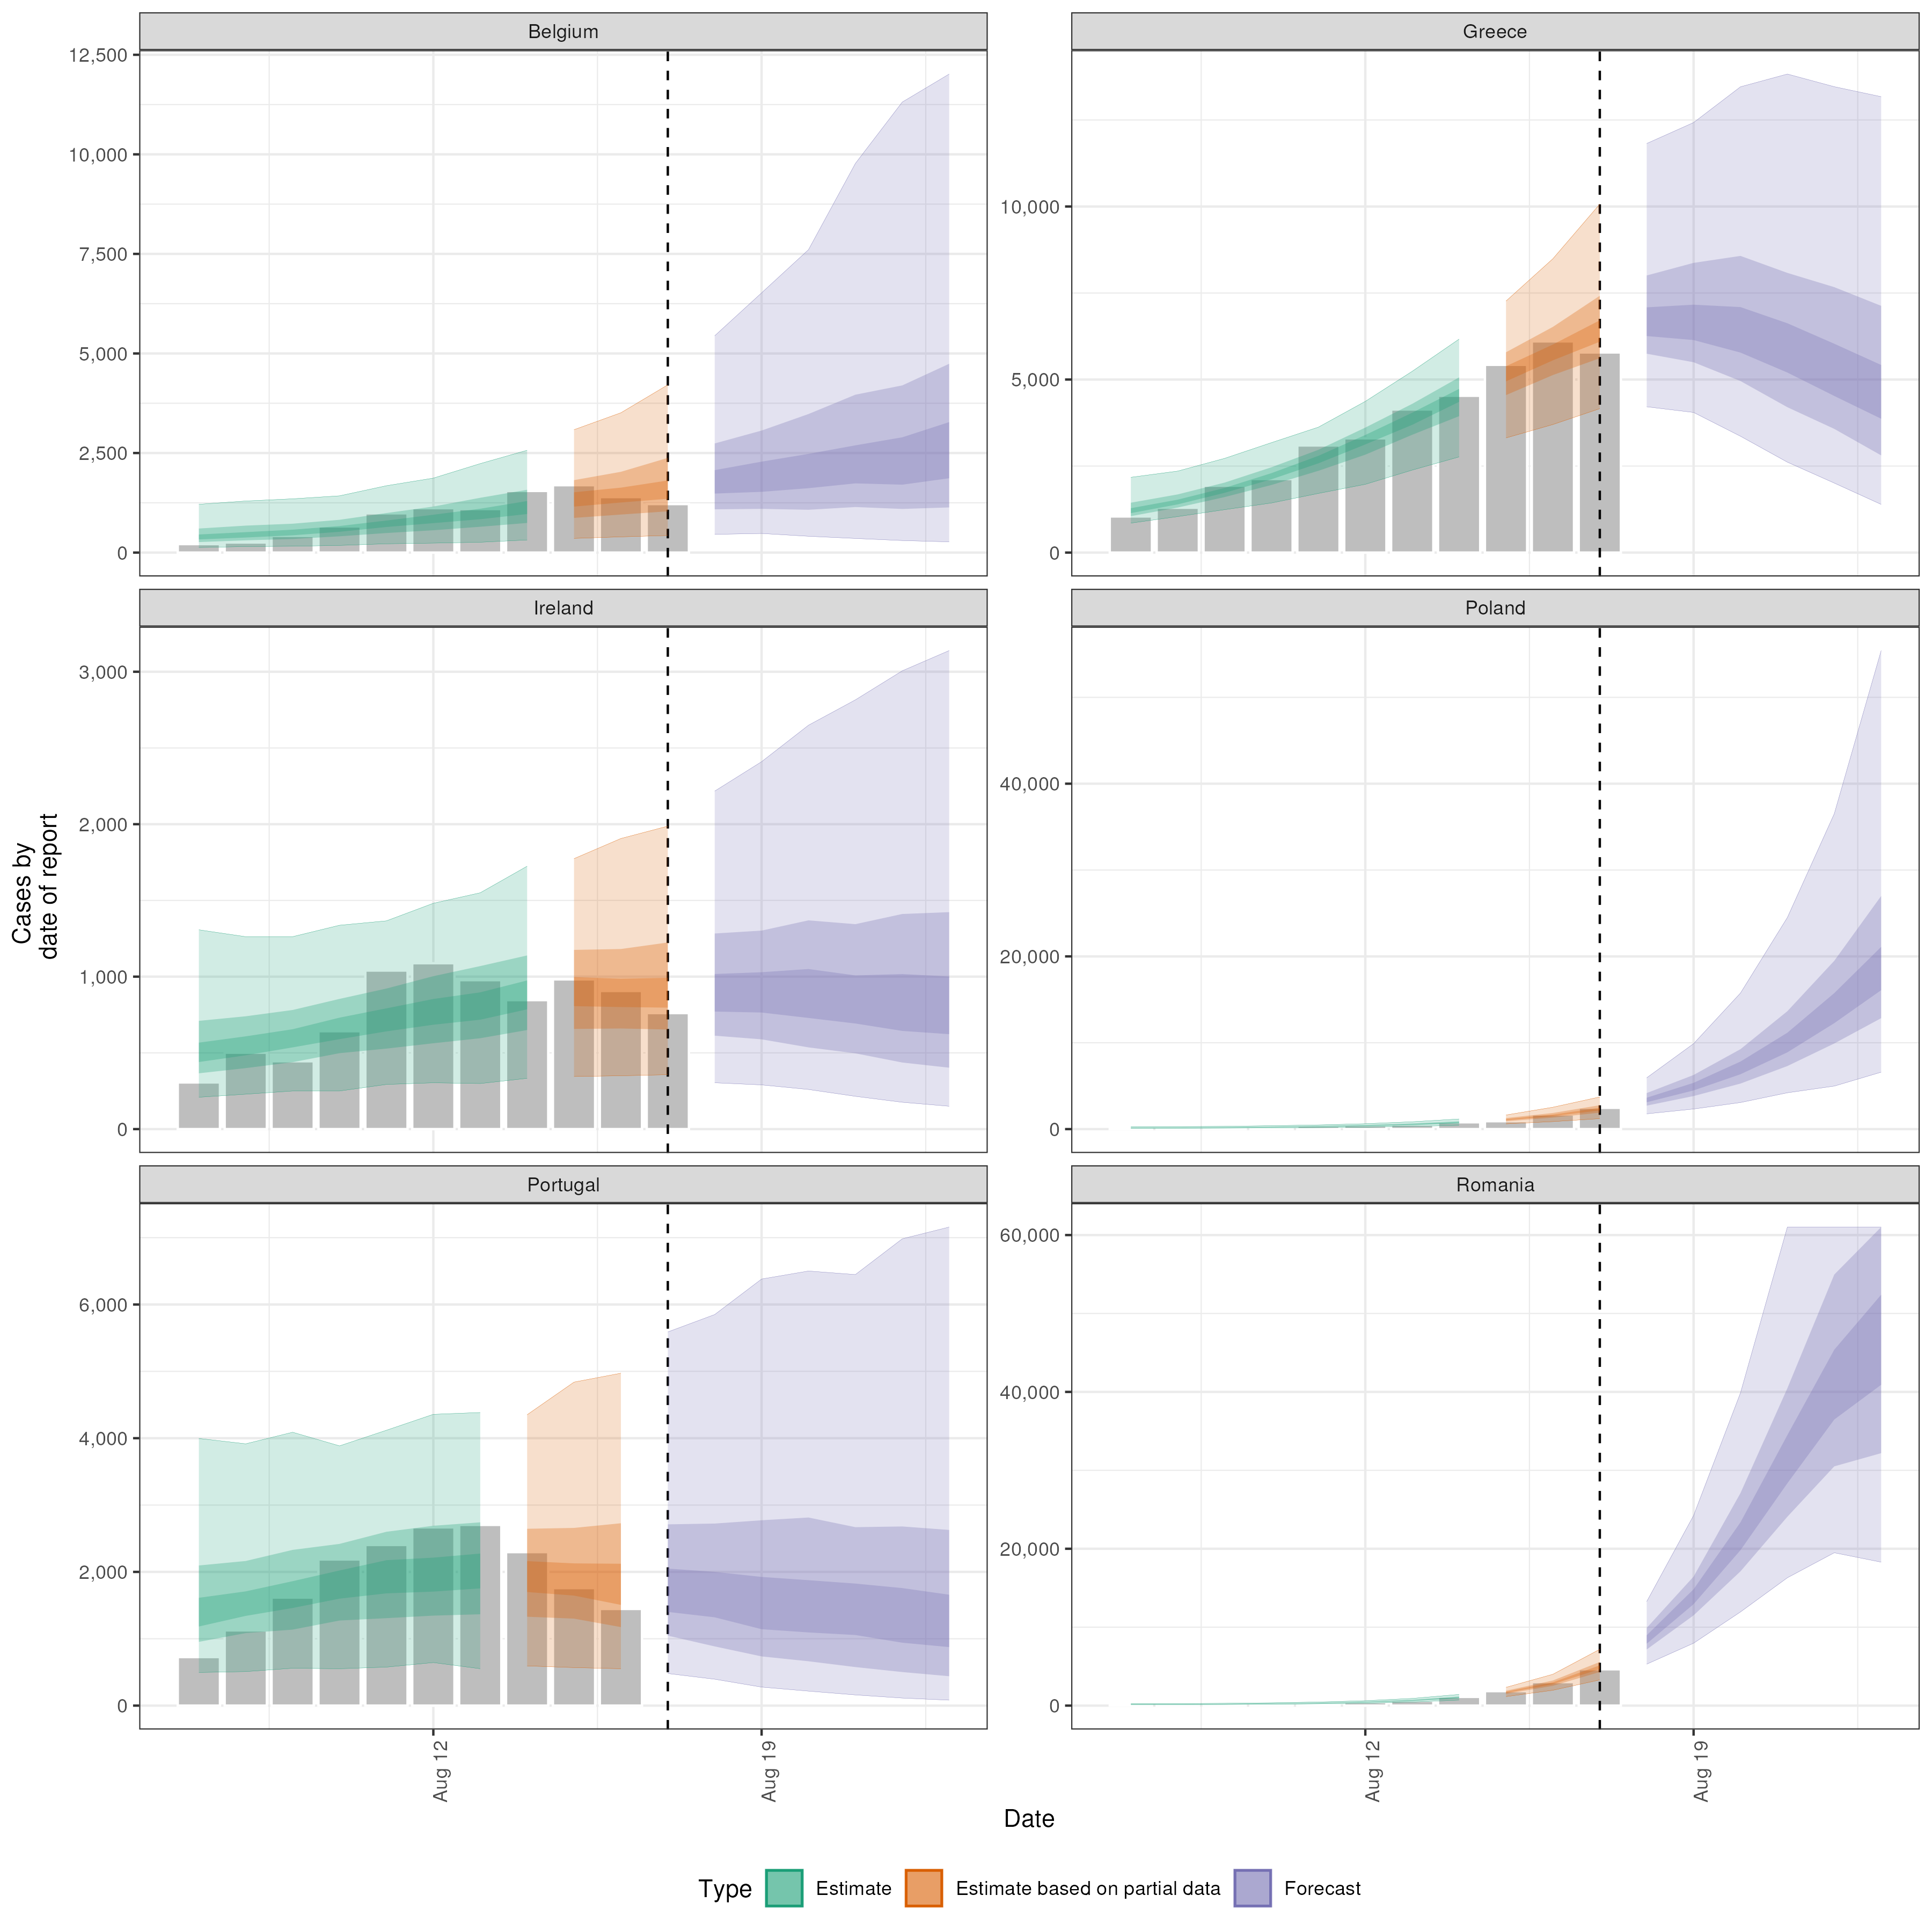 Belgium
Greece
12,500
10,000
7,500
5,000
2,500
0
10,000
5,000
0
Ireland
Poland
3,000
2,000
1,000
0
40,000
20,000
0
Portugal
Romania
6,000
4,000
2,000
0
60,000
40,000
20,000
0
Cases by
date of report
Aug 12
Aug 19
Aug 12
Aug 19
Date
Type
Estimate
Estimate based on partial data
Forecast